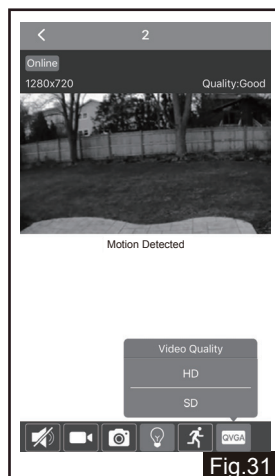 2
Online
1280x720 Quality:Good
Motion Detected
Video Quality
HD
SD
QVGA
Fig.31